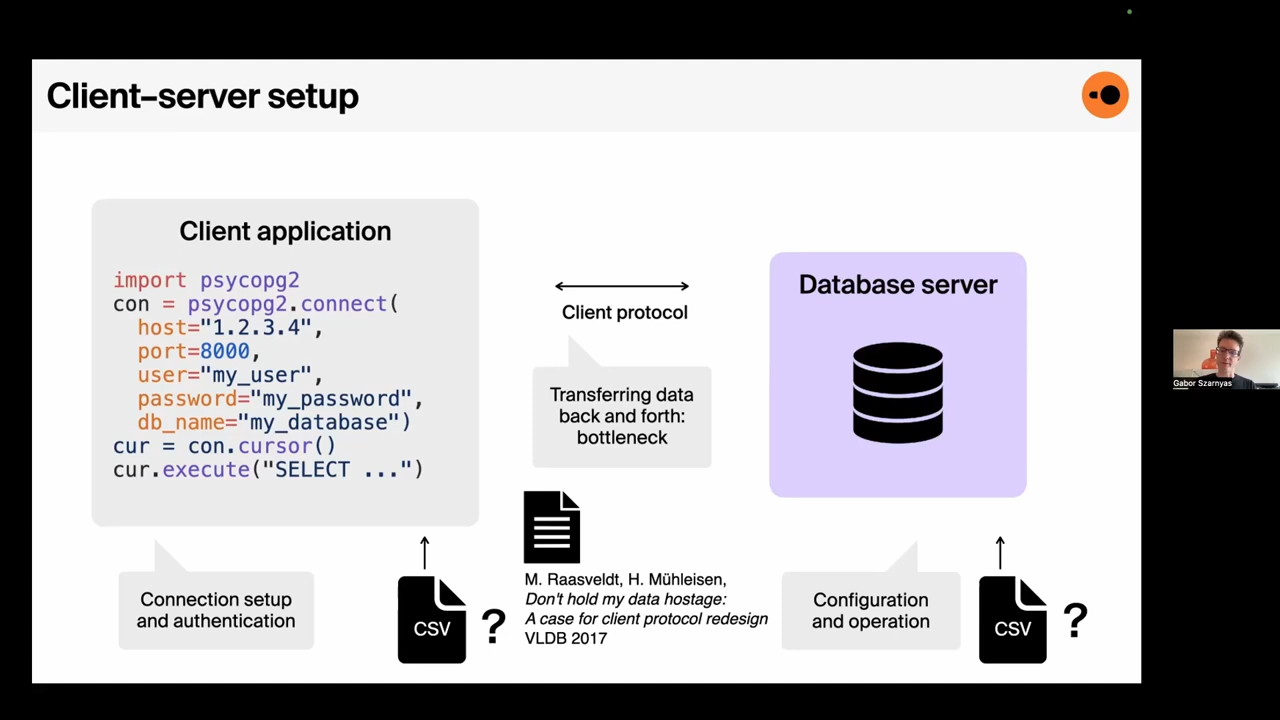 Client–server setup
Client application
import psycopg2
con = psycopg2.connect(
host="1.2.3.4",
port=8000,
user="my_user",
password="my_password",
db_name="my_database")
cur = con.cursor()
cur.execute("SELECT ...")
Connection setup
and authentication
CSV
?
Client protocol
Transferring data
back and forth:
bottleneck
M. Raasveldt, H. Mühleisen,
Don't hold my data hostage:
A case for client protocol redesign
VLDB 2017
Database server
Configuration
and operation
CSV
?
Gabor Szarnyas